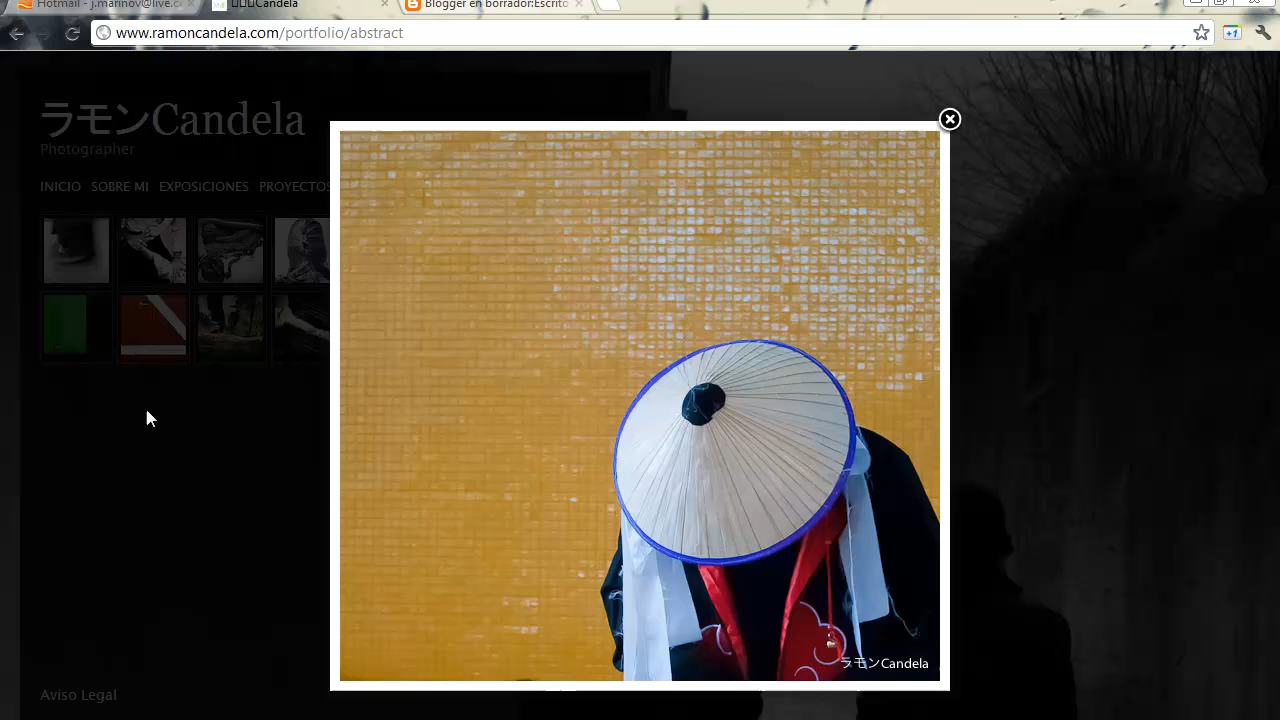 Hotmail - j.marinov@live.c
Candela
Blogger en borrador:Escrito
www.ramoncandela.com/portfolio/abstract
+1
ラモンCandela
Photographer
INICIO SOBRE MI EXPOSICIONES PROYECTOS
ラモンCandela
Aviso Legal